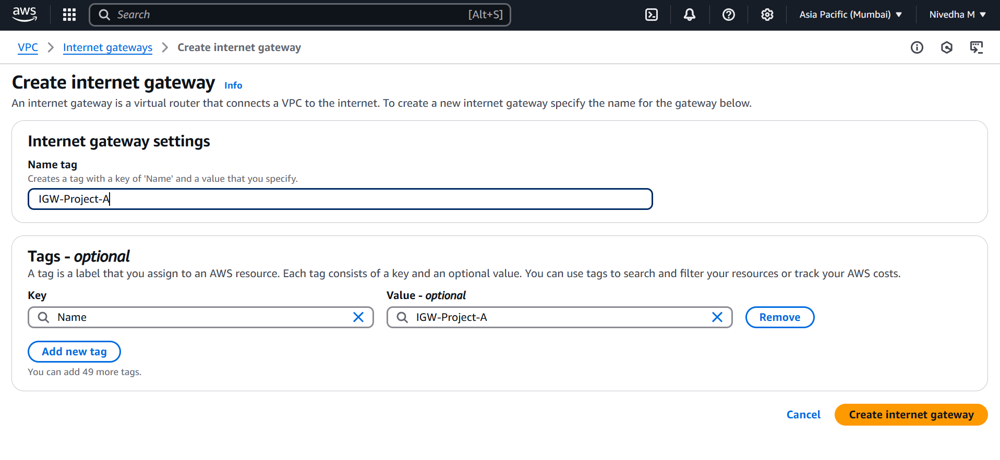 aws Search [Alt+S] Asia Pacific (Mumbai) Nivedha M
VPC Internet gateways Create internet gateway
Create internet gateway Info
An internet gateway is a virtual router that connects a VPC to the internet. To create a new internet gateway specify the name for the gateway below.
Internet gateway settings
Name tag
Creates a tag with a key of 'Name' and a value that you specify.
IGW-Project-A
Tags - optional
A tag is a label that you assign to an AWS resource. Each tag consists of a key and an optional value. You can use tags to search and filter your resources or track your AWS costs.
Key Value - optional
Name IGW-Project-A Remove
Add new tag
You can add 49 more tags.
Cancel Create internet gateway